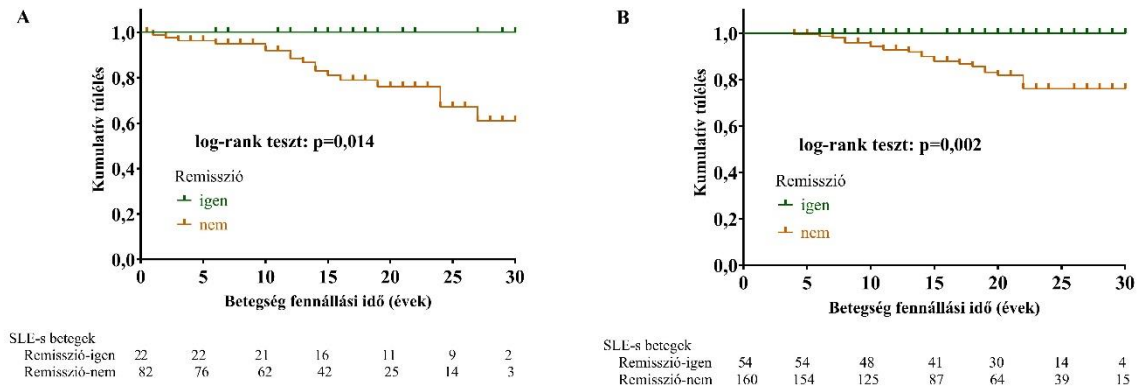 A
1,0
0,8
0,6
0,4
0,2
0,0
Kumulatív túlélés
log-rank teszt: p=0,014
Remisszió
igen
nem
0 5 10 15 20 25 30
Betegség fennállási idő (évek)
SLE-s betegek
Remisszió-igen 22 22 21 16 11 9 2
Remisszió-nem 82 76 62 42 25 14 3
B
1,0
0,8
0,6
0,4
0,2
0,0
Kumulatív túlélés
log-rank teszt: p=0,002
Remisszió
igen
nem
0 5 10 15 20 25 30
Betegség fennállási idő (évek)
SLE-s betegek
Remisszió-igen 54 54 48 41 30 14 4
Remisszió-nem 160 154 125 87 64 39 15